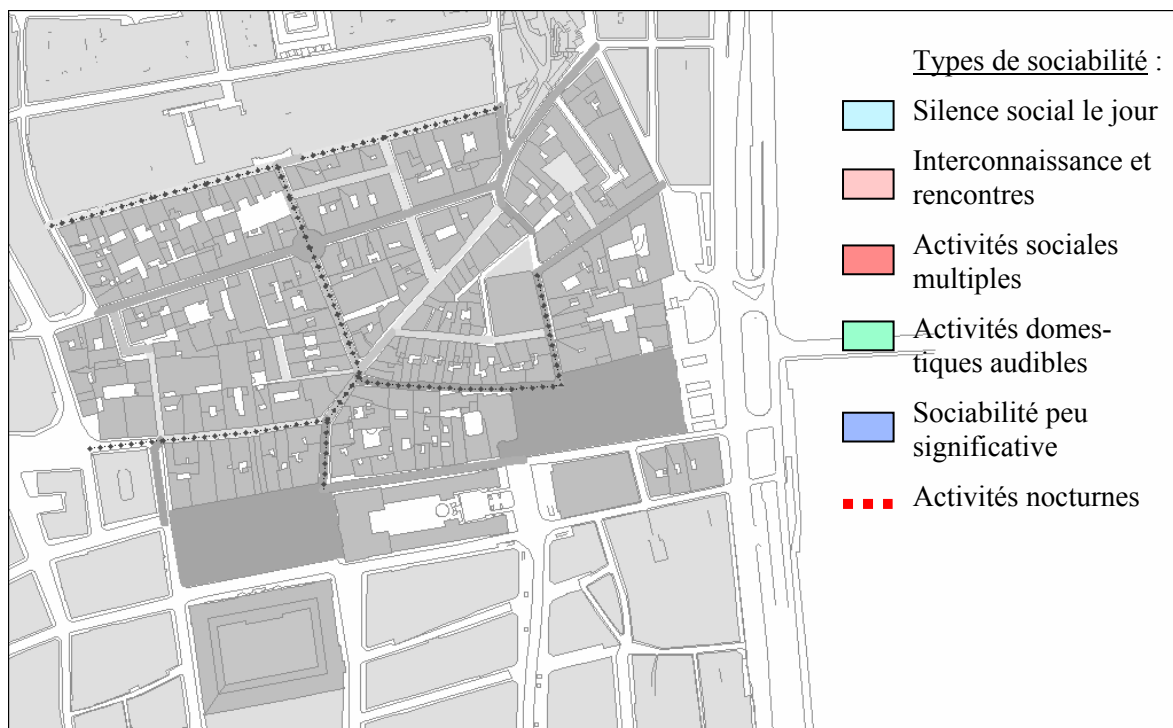 Types de sociabilité :
Silence social le jour
Interconnaissance et
rencontres
Activités sociales
multiples
Activités domes-
tiques audibles
Sociabilité peu
significative
Activités nocturnes